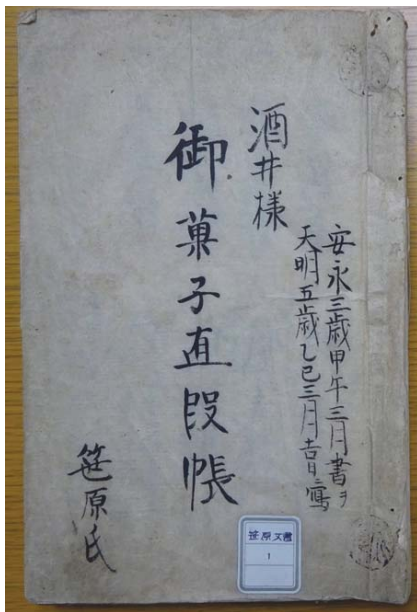 安永三歳甲午三月書ヲ
天明五歳乙巳三月吉日写
酒井様
御菓子直段帳
笹原氏
笹原文書
1